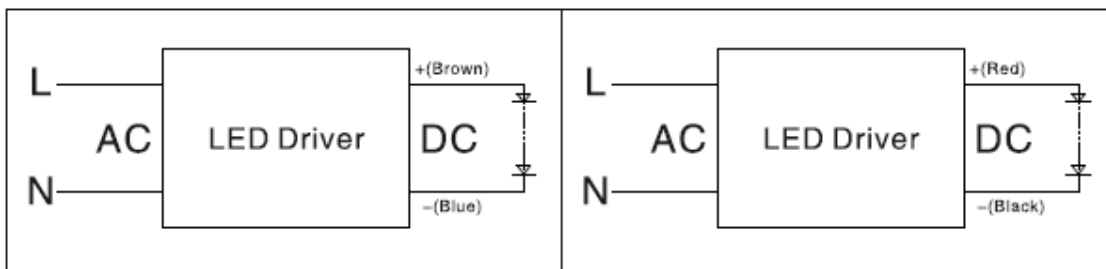 +(Brown)
L
AC
LED Driver
DC
N
−(Blue)
+(Red)
L
AC
LED Driver
DC
N
−(Black)